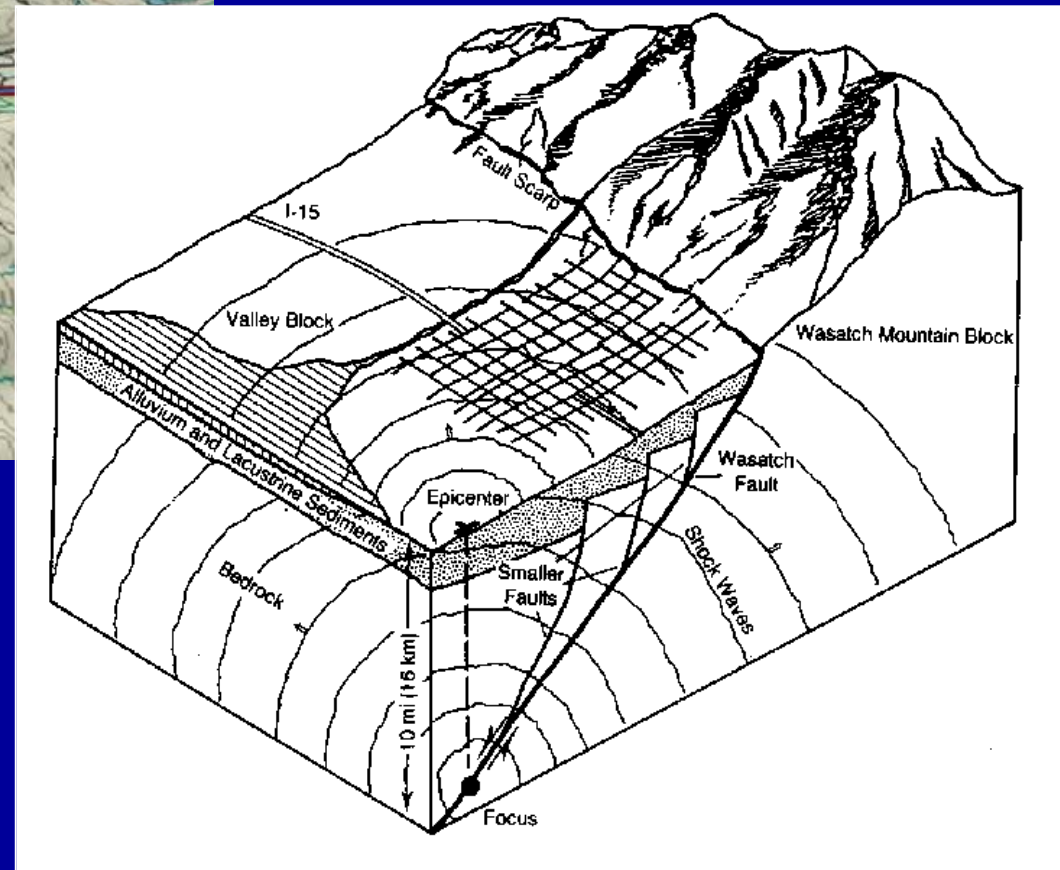 Fault Scarp
I-15
Valley Block
Wasatch Mountain Block
Alluvium and Lacustrine Sediments
Wasatch
Fault
Epicenter
Shock Waves
Smaller
Faults
Bedrock
10 mi (16 km)
Focus